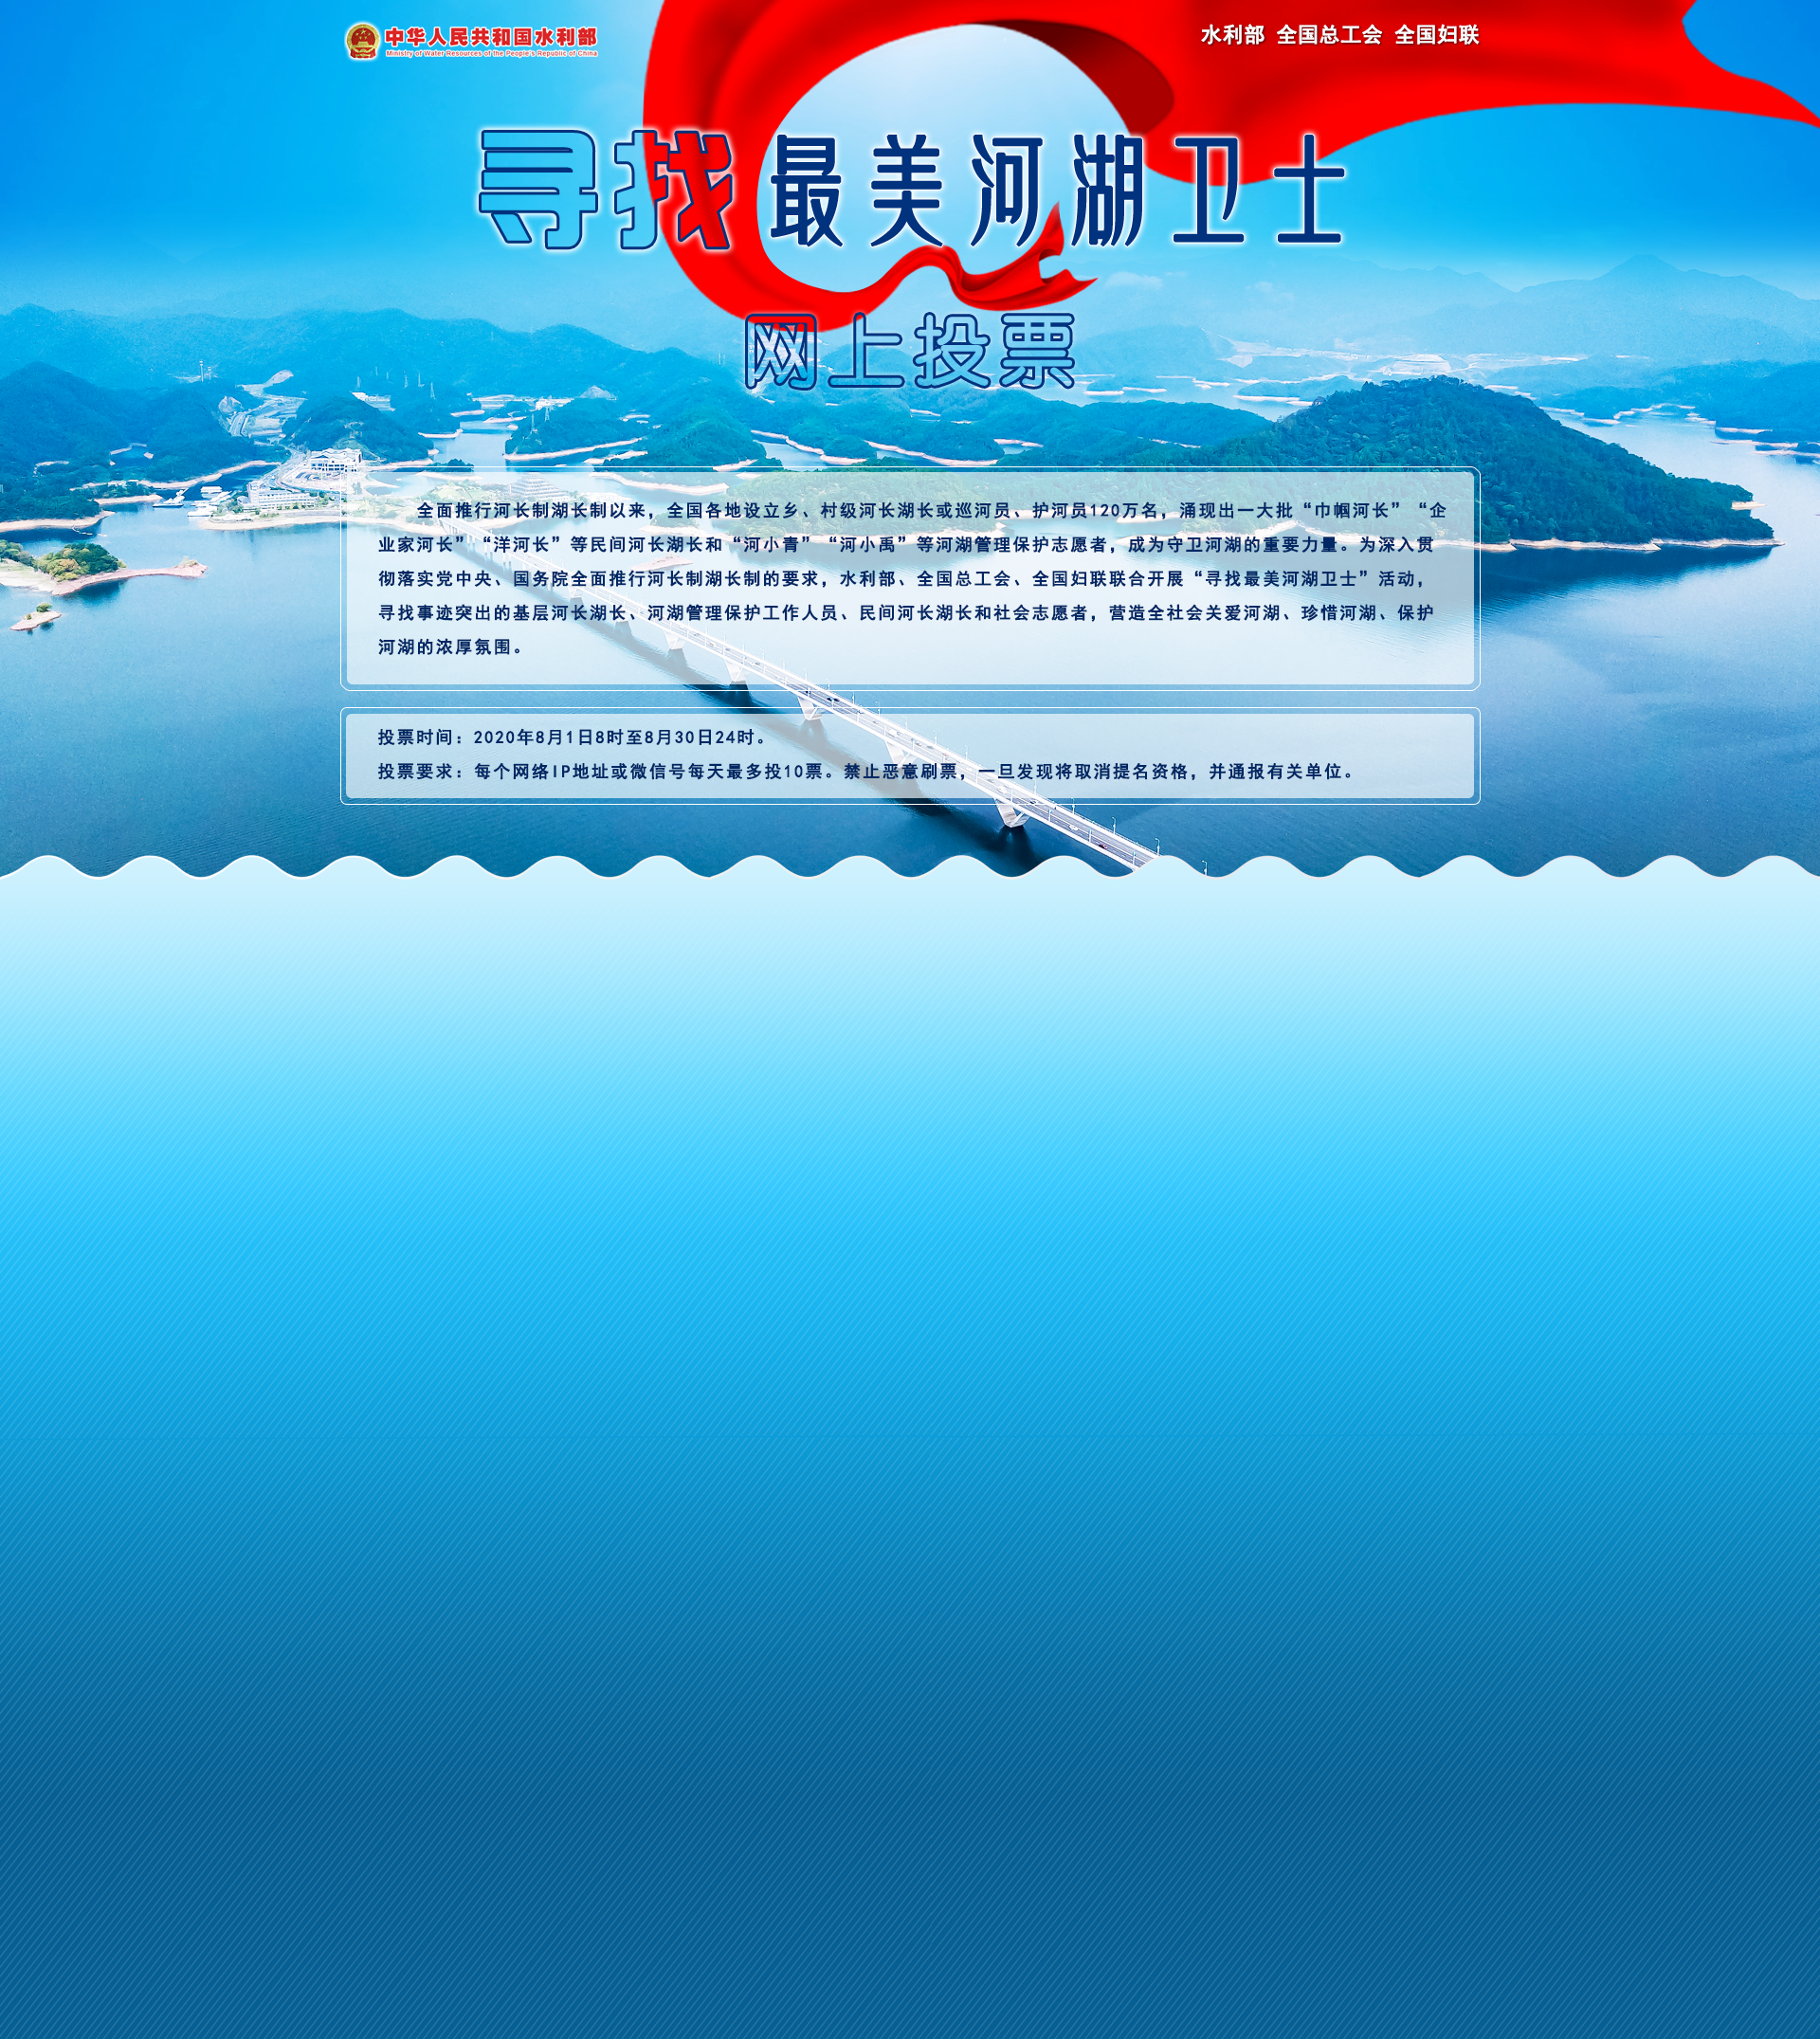 中华人民共和国水利部
Ministry of Water Resources of the People's Republic of China
水利部 全国总工会 全国妇联
寻找最美河湖卫士
网上投票
全面推行河长制湖长制以来，全国各地设立乡、村级河长湖长或巡河员、护河员120万名，涌现出一大批“巾帼河长”“企
业家河长”“洋河长”等民间河长湖长和“河小青”“河小禹”等河湖管理保护志愿者，成为守卫河湖的重要力量。为深入贯
彻落实党中央、国务院全面推行河长制湖长制的要求，水利部、全国总工会、全国妇联联合开展“寻找最美河湖卫士”活动，
寻找事迹突出的基层河长湖长、河湖管理保护工作人员、民间河长湖长和社会志愿者，营造全社会关爱河湖、珍惜河湖、保护
河湖的浓厚氛围。
投票时间：2020年8月1日8时至8月30日24时。
投票要求：每个网络IP地址或微信号每天最多投10票。禁止恶意刷票，一旦发现将取消提名资格，并通报有关单位。